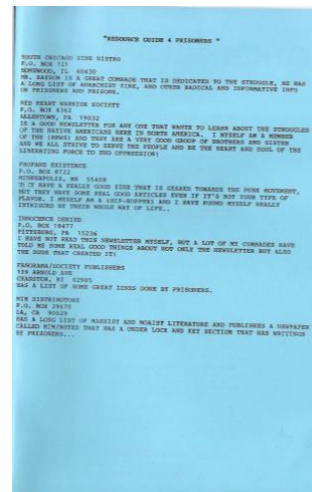 "RESOURCE GUIDE 4 PRISONERS "
SOUTH CHICAGO ZINE DISTRO
P.O. BOX 721
HOMEWOOD, IL 60430
MR. RAYSON IS A GREAT COMRADE THAT IS DEDICATED TO THE STRUGGLE, HE HAS
A LONG LIST OF ANARCHIST ZINE, AND OTHER RADICAL AND INFORMATIVE INFO
ON PRISONERS AND PRISONS.
RED HEART WARRIOR SOCIETY
P.O. BOX 4362
ALLENTOWN, PA
IS A GOOD NEWSLETTER FOR ANY ONE THAT WANTS TO LEARN ABOUT THE STRUGGLES
OF THE NATIVE AMERICANS HERE IN NORTH AMERICA. I MYSELF AM A MEMBER
OF THE (RHWS) AND THEY ARE A VERY GOOD GROUP OF BROTHERS AND SISTER
AND WE ALL STRIVE TO SERVE THE PEOPLE AND BE THE HEART AND SOUL OF THE
LIBERATING FORCE TO END OPPRESSION!
PROFANE EXISTENCE
P.O. BOX 8722
MINNEAPOLIS, MN 55408
HAVE A REALLY GOOD ZINE THAT IS GEARED TOWARDS THE PUNK MOVEMENT,
BUT THEY HAVE SOME REAL GOOD ARTICLES EVEN IF IT'S NOT YOUR TYPE OF
FLAVOR. I MYSELF AM A (HIP-HOPPER) AND I HAVE FOUND MYSELF REALLY
INTRIGUED BY THEIR WHOLE WAY OF LIFE..
INNOCENCE DENIED
P.O. BOX 18477
PITTSBURG, PA 15236
I HAVE NOT READ THIS NEWSLETTER MYSELF, BUT A LOT OF MY COMRADES HAVE
TOLD ME SOME REAL GOOD THINGS ABOUT NOT ONLY THE NEWSLETTER BUT ALSO
THE DUDE THAT CREATED IT!
PANORAMA/SOCIETY PUBLISHERS
ARNOLD AVE
CRANSTON, RI 02905
HAS A LIST OF SOME GREAT ZINES DONE BY PRISONERS.
MIM DISTRIBUTORS
P.O. BOX 29670
LA, CA 90029
HAS A LONG LIST OF MARXIST AND MOAIST LITERATURE AND PUBLISHES A NEWPAPER
CALLED MIM/NOTES THAT HAS A UNDER LOCK AND KEY SECTION THAT HAS WRITINGS
BY PRISONERS...